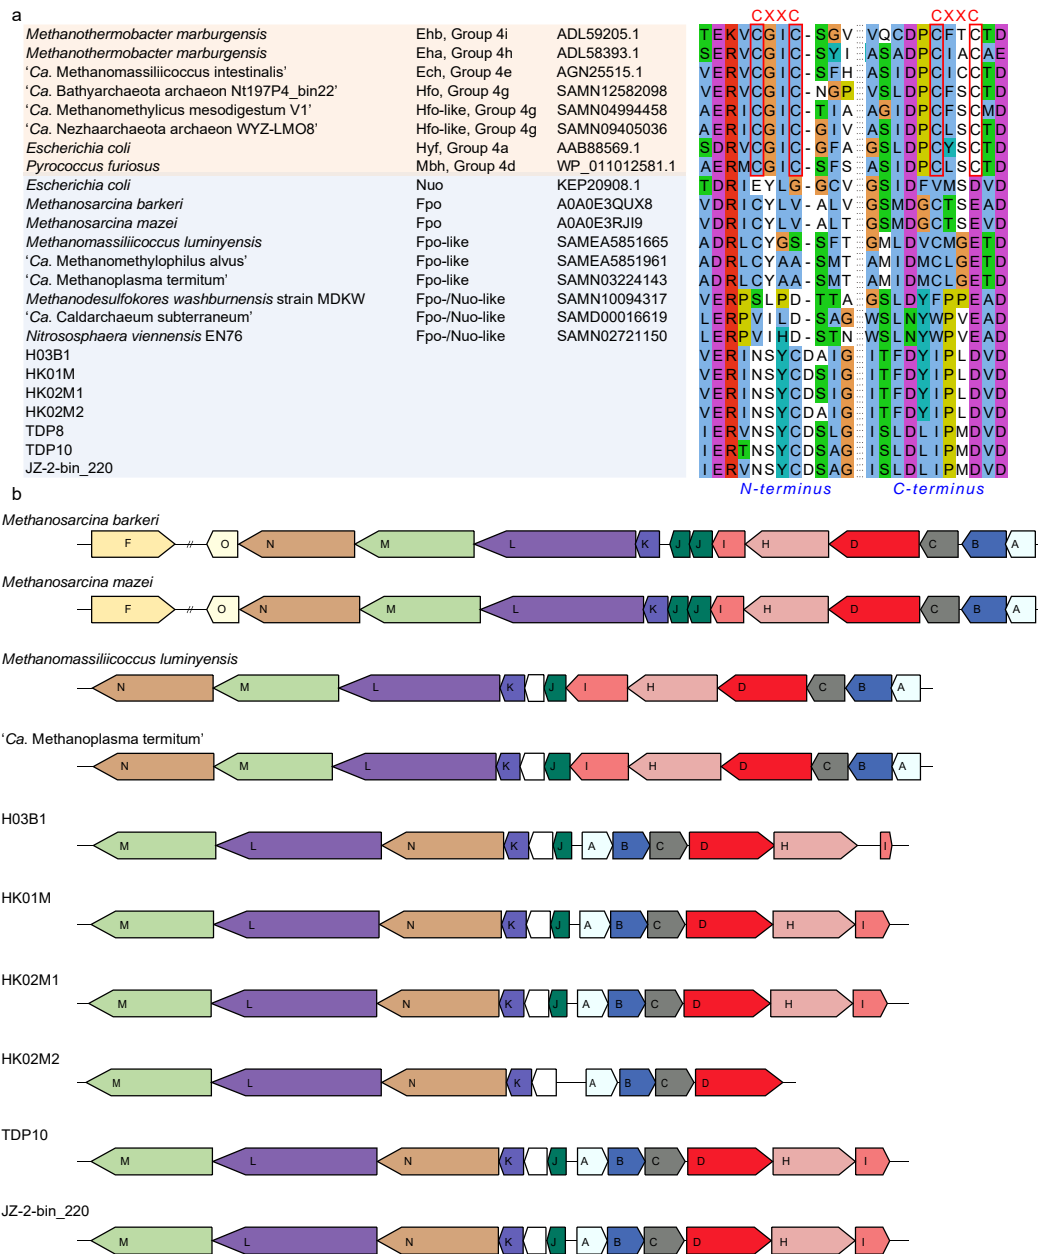 a
CXXC CXXC
Methanothermobacter marburgensis Ehb, Group 4i ADL59205.1 TEKVCGIC-SGV VQCDPCFTCTD
Methanothermobacter marburgensis Eha, Group 4h ADL58393.1 SERVCGIC-SYI ASADPCIACAE
‘Ca. Methanomassiliicoccus intestinalis’ Ech, Group 4e AGN25515.1 VERVCGIC-SFH ASIDPCICCTD
‘Ca. Bathyarchaeota archaeon Nt197P4_bin22’ Hfo, Group 4g SAMN12582098 VERVCGIC-NGP VSLDPCFSCTD
‘Ca. Methanomethylicus mesodigestum V1’ Hfo-like, Group 4g SAMN04994458 AERICGIC-TIA AGIDPCFSCMD
‘Ca. Nezhaarchaeota archaeon WYZ-LMO8’ Hfo-like, Group 4g SAMN09405036 AERICGIC-GIV ASIDPCLSCTD
Escherichia coli Hyf, Group 4a AAB88569.1 SDRVCGIC-GFA GSLDPCYSCTD
Pyrococcus furiosus Mbh, Group 4d WP_011012581.1 AERMCGIC-SFS ASIDPCLSCTD
Escherichia coli Nuo KEP20908.1 TDRIEYLG-GCV GSIDFVMSDVD
Methanosarcina barkeri Fpo A0A0E3QUX8 VDRICYLV-ALV GSMDGCTSEAD
Methanosarcina mazei Fpo A0A0E3RJI9 VDRICYLV-ALT GSMDGCTSEAD
Methanomassiliicoccus luminyensis Fpo-like SAMEA5851665 ADRLCYGS-SFT GMLDVCMGETD
‘Ca. Methanomethylophilus alvus’ Fpo-like SAMEA5851961 ADRLCYAA-SMT AMIDMCLGETD
‘Ca. Methanoplasma termitum’ Fpo-like SAMN03224143 ADRLCYAA-SMT AMIDMCLGETD
Methanodesulfokores washburnensis strain MDKW Fpo-/Nuo-like SAMN10094317 VERPSLPD-TTA GSLDYFPPEAD
‘Ca. Caldarchaeum subterraneum’ Fpo-/Nuo-like SAMD00016619 LERPVILD-SAG WSLNYWPVEAD
Nitrososphaera viennensis EN76 Fpo-/Nuo-like SAMN02721150 LERPVIHD-STN WSLNYWPVEAD
H03B1 VERINSYCDAIG ITFDYIPLDVD
HK01M VERINSYCDSIG ITFDYIPLDVD
HK02M1 VERINSYCDSIG ITFDYIPLDVD
HK02M2 VERINSYCDAIG ITFDYIPLDVD
TDP8 IERVNSYCDSLG ISLDLIPMDVD
TDP10 IERTNSYCDSAG ISLDLIPMDVD
JZ-2-bin_220 IERVNSYCDSAG ISLDLIPMDVD
N-terminus C-terminus
b
Methanosarcina barkeri
F // O N M L K J J I H D C B A
Methanosarcina mazei
F // O N M L K J J I H D C B A
Methanomassiliicoccus luminyensis
N M L K J I H D C B A
‘Ca. Methanoplasma termitum’
N M L K J I H D C B A
H03B1
M L N K J A B C D H I
HK01M
M L N K J A B C D H I
HK02M1
M L N K J A B C D H I
HK02M2
M L N K A B C D
TDP10
M L N K J A B C D H I
JZ-2-bin_220
M L N K J A B C D H I